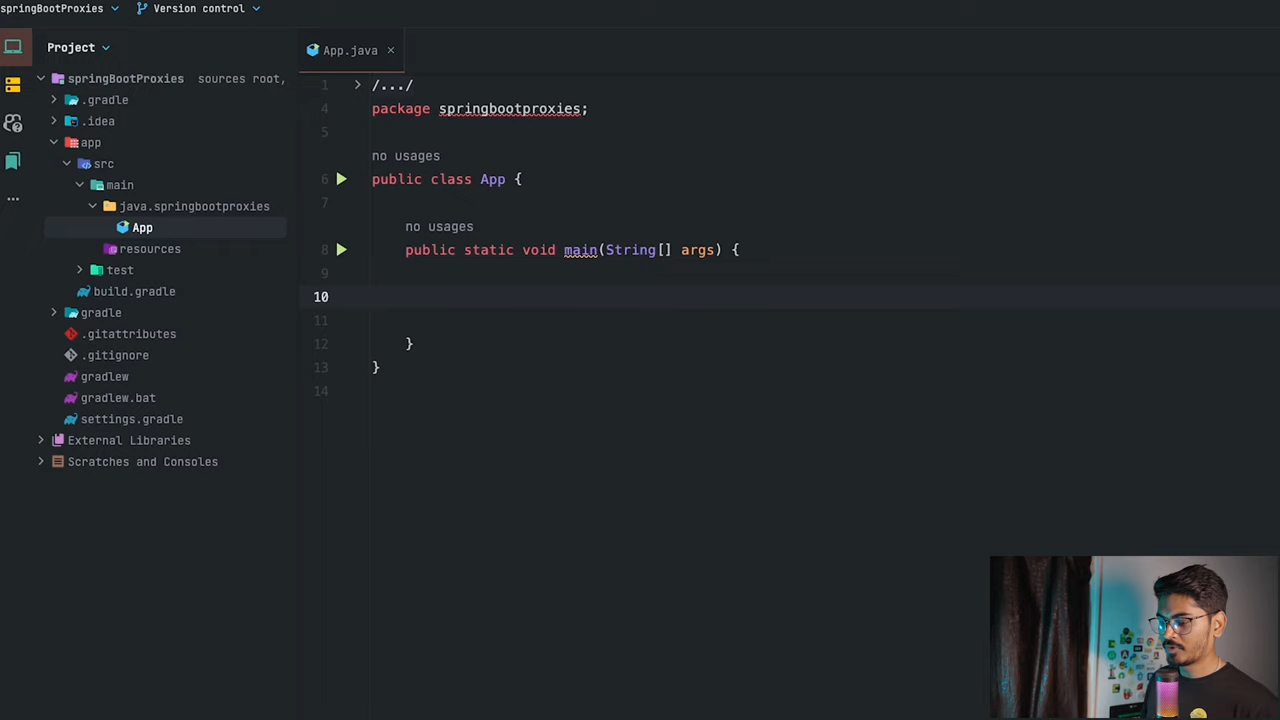 springBootProxies
Version control
Project
App.java
springBootProxies sources root,
.gradle
.idea
app
src
main
java.springbootproxies
App
resources
test
build.gradle
gradle
.gitattributes
.gitignore
gradlew
gradlew.bat
settings.gradle
External Libraries
Scratches and Consoles
1 /.../
4 package springbootproxies;
5
no usages
6 public class App {
7
no usages
8 public static void main(String[] args) {
9
10
11
12 }
13 }
14